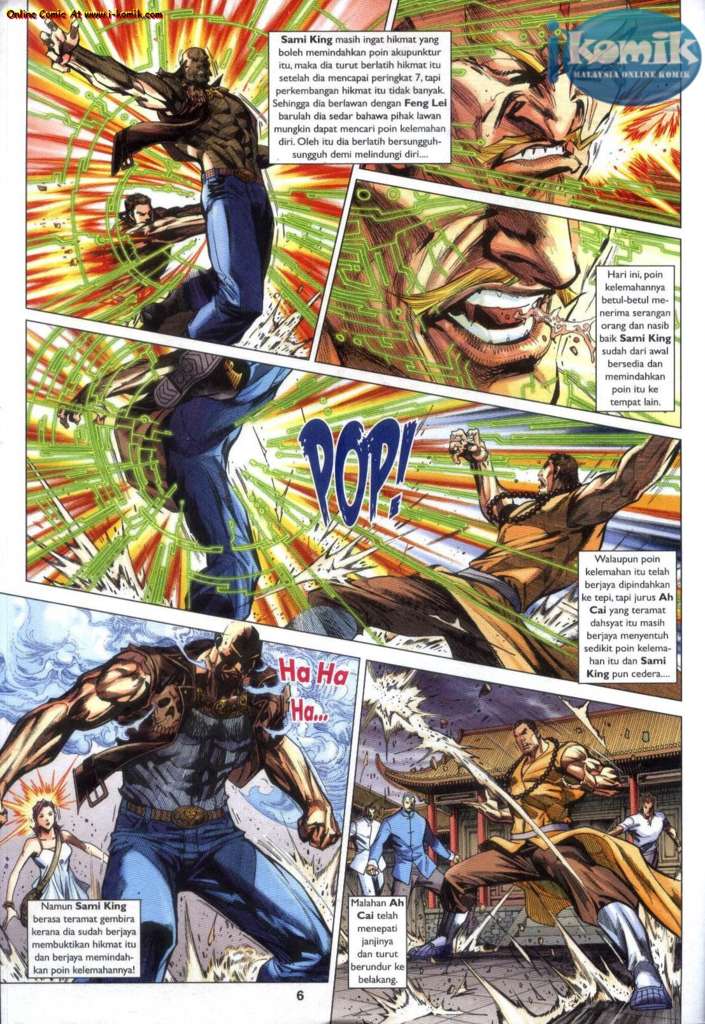 Online Comic At www.i-komik.com
ikomik
MALAYSIA ONLINE KOMIK
Sami King masih ingat hikmat yang
boleh memindahkan poin akupunktur
itu, maka dia turut berlatih hikmat itu
setelah dia mencapai peringkat 7, tapi
perkembangan hikmat itu tidak banyak.
Sehingga dia berlawan dengan Feng Lei
barulah dia sedar bahawa pihak lawan
mungkin dapat mencari poin kelemahan
diri. Oleh itu dia berlatih bersungguh-
sungguh demi melindungi diri....
Hari ini, poin
kelemahannya
betul-betul me-
nerima serangan
orang dan nasib
baik Sami King
sudah dari awal
bersedia dan
memindahkan
poin itu ke
tempat lain.
POP!
Walaupun poin
kelemahan itu telah
berjaya dipindahkan
ke tepi, tapi jurus Ah
Cai yang teramat
dahsyat itu masih
berjaya menyentuh
sedikit poin kelema-
han itu dan Sami
King pun cedera....
Ha Ha
Ha...
Namun Sami King
berasa teramat gembira
kerana dia sudah berjaya
membuktikan hikmat itu
dan berjaya memindah-
kan poin kelemahannya!
Malahan Ah
Cai telah
menepati
janjinya
dan turut
berundur ke
belakang.
6